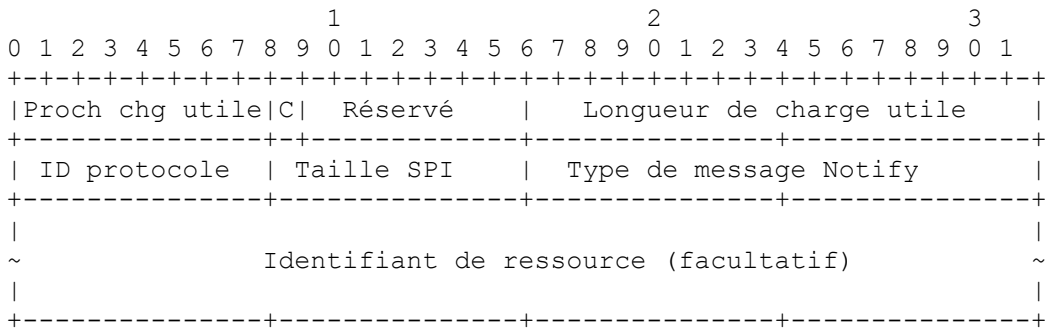 1                   2                   3
 0 1 2 3 4 5 6 7 8 9 0 1 2 3 4 5 6 7 8 9 0 1 2 3 4 5 6 7 8 9 0 1
+-+-+-+-+-+-+-+-+-+-+-+-+-+-+-+-+-+-+-+-+-+-+-+-+-+-+-+-+-+-+-+-+
|Proch chg utile|C|  Réservé    |   Longueur de charge utile    |
+---------------+-+-------------+---------------+---------------+
| ID protocole  | Taille SPI    |  Type de message Notify       |
+---------------+---------------+---------------+---------------+
|                                                               |
~               Identifiant de ressource (facultatif)           ~
|                                                               |
+---------------+---------------+---------------+---------------+